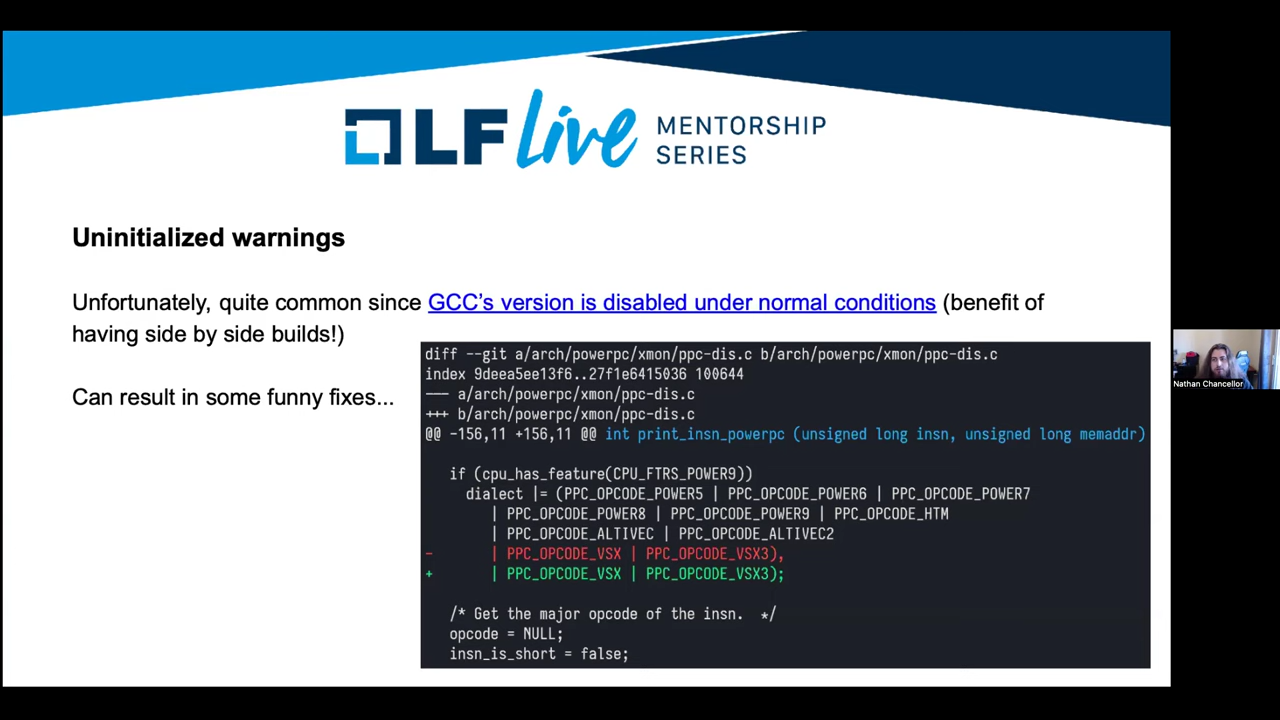 LF Live MENTORSHIP
SERIES
Uninitialized warnings
Unfortunately, quite common since GCC's version is disabled under normal conditions (benefit of
having side by side builds!)
Can result in some funny fixes...
diff --git a/arch/powerpc/xmon/ppc-dis.c b/arch/powerpc/xmon/ppc-dis.c
index 9deea5ee13f6..27f1e6415036 100644
--- a/arch/powerpc/xmon/ppc-dis.c
+++ b/arch/powerpc/xmon/ppc-dis.c
@@ -156,11 +156,11 @@ int print_insn_powerpc (unsigned long insn, unsigned long memaddr)
if (cpu_has_feature(CPU_FTRS_POWER9))
dialect |= (PPC_OPCODE_POWER5 | PPC_OPCODE_POWER6 | PPC_OPCODE_POWER7
| PPC_OPCODE_POWER8 | PPC_OPCODE_POWER9 | PPC_OPCODE_HTM
| PPC_OPCODE_ALTIVEC | PPC_OPCODE_ALTIVEC2
- | PPC_OPCODE_VSX | PPC_OPCODE_VSX3),
+ | PPC_OPCODE_VSX | PPC_OPCODE_VSX3);
/* Get the major opcode of the insn. */
opcode = NULL;
insn_is_short = false;
Nathan Chancellor